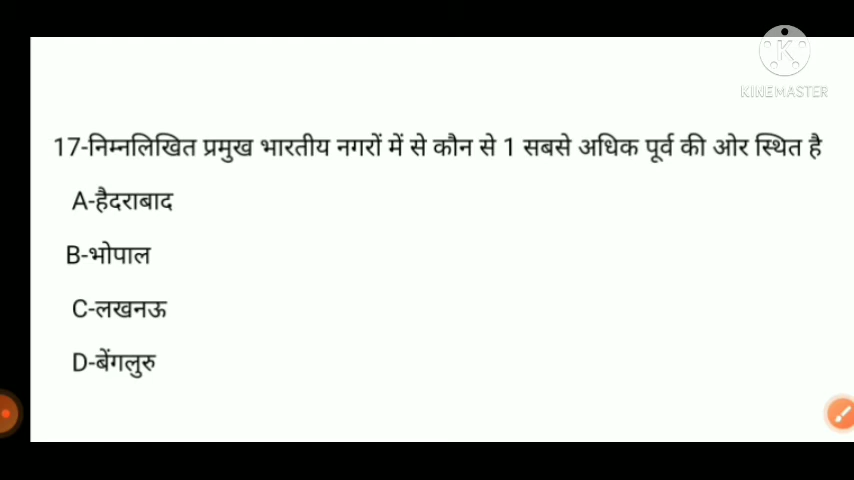 KINEMASTER
17-निम्नलिखित प्रमुख भारतीय नगरों में से कौन से 1 सबसे अधिक पूर्व की ओर स्थित है
A-हैदराबाद
B-भोपाल
C-लखनऊ
D-बेंगलुरु